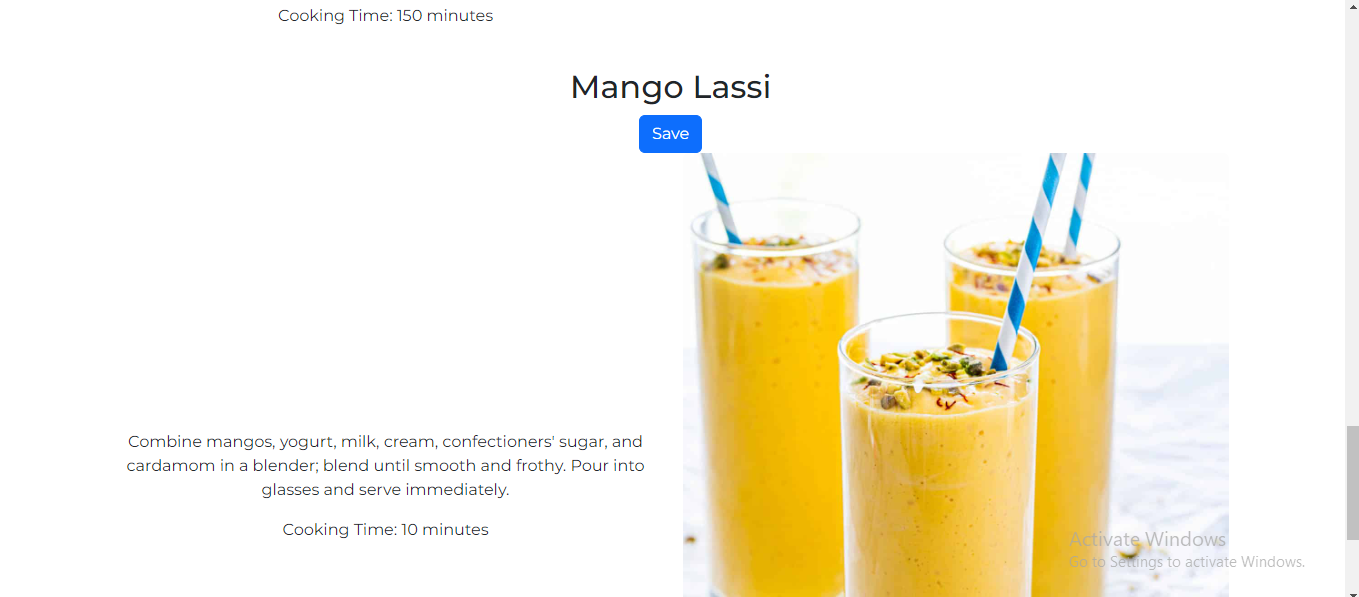 Cooking Time: 150 minutes
Mango Lassi
Save
Combine mangos, yogurt, milk, cream, confectioners' sugar, and
cardamom in a blender; blend until smooth and frothy. Pour into
glasses and serve immediately.
Cooking Time: 10 minutes
Activate Windows
Go to Settings to activate Windows.